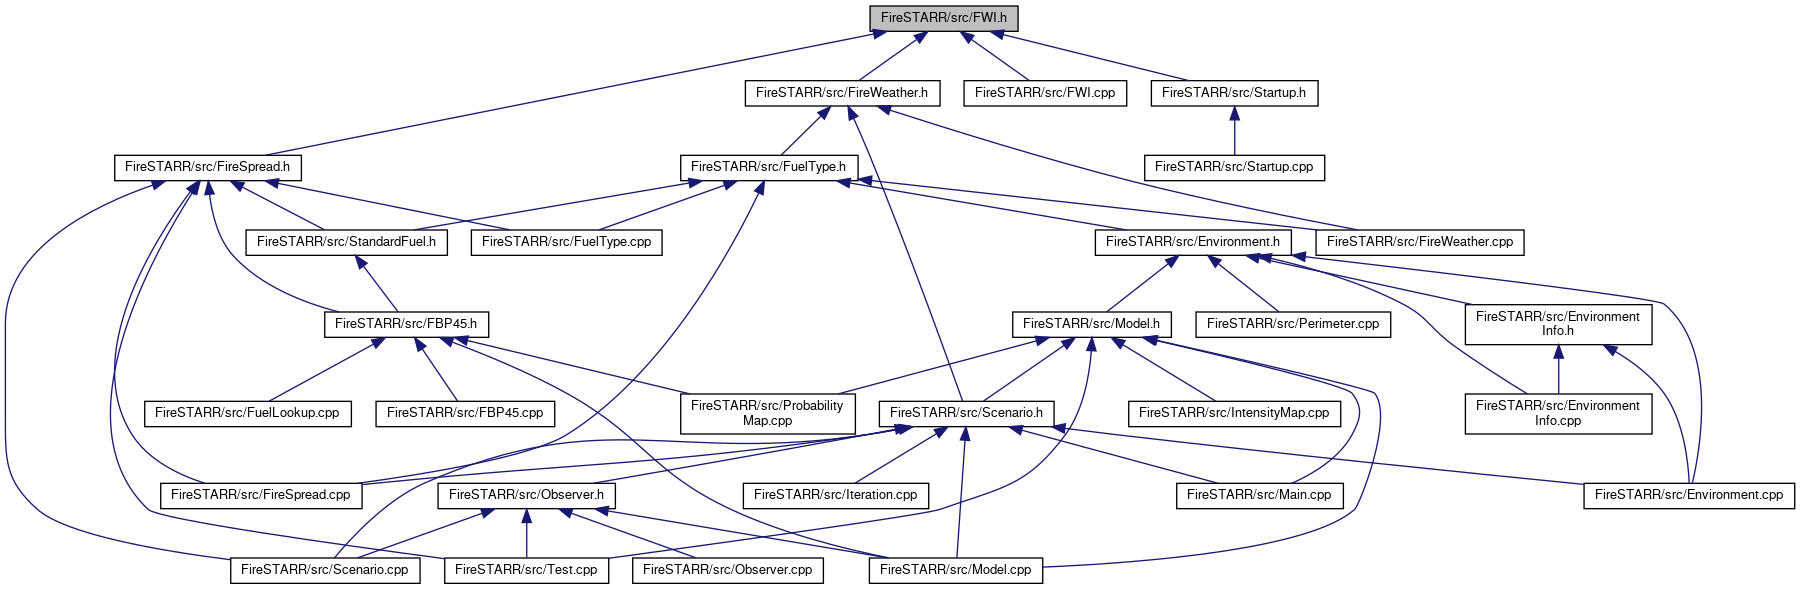 FireSTARR/src/FWI.h
FireSTARR/src/FireWeather.h
FireSTARR/src/FWI.cpp
FireSTARR/src/Startup.h
FireSTARR/src/FireSpread.h
FireSTARR/src/FuelType.h
FireSTARR/src/Startup.cpp
FireSTARR/src/StandardFuel.h
FireSTARR/src/FuelType.cpp
FireSTARR/src/Environment.h
FireSTARR/src/FireWeather.cpp
FireSTARR/src/FBP45.h
FireSTARR/src/Model.h
FireSTARR/src/Perimeter.cpp
FireSTARR/src/Environment
Info.h
FireSTARR/src/FuelLookup.cpp
FireSTARR/src/FBP45.cpp
FireSTARR/src/Probability
Map.cpp
FireSTARR/src/Scenario.h
FireSTARR/src/IntensityMap.cpp
FireSTARR/src/Environment
Info.cpp
FireSTARR/src/FireSpread.cpp
FireSTARR/src/Observer.h
FireSTARR/src/Iteration.cpp
FireSTARR/src/Main.cpp
FireSTARR/src/Environment.cpp
FireSTARR/src/Scenario.cpp
FireSTARR/src/Test.cpp
FireSTARR/src/Observer.cpp
FireSTARR/src/Model.cpp